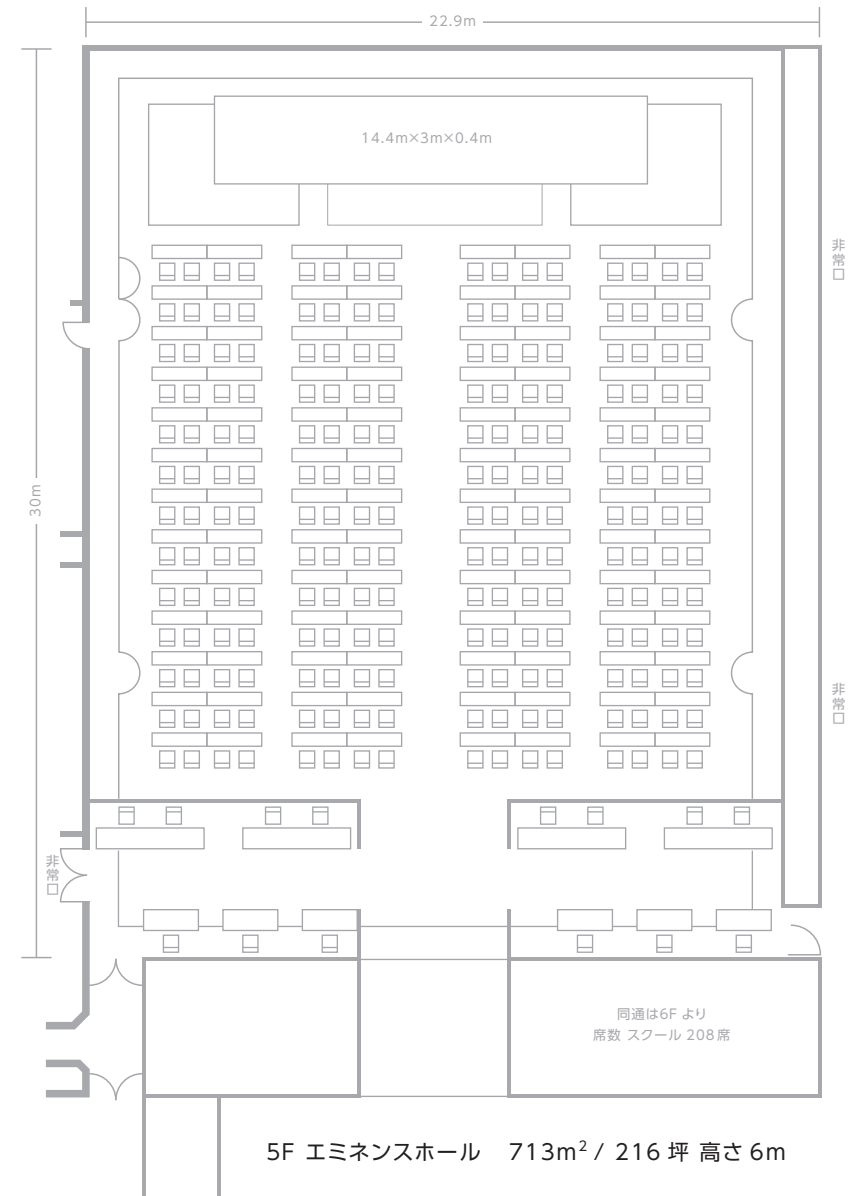 22.9m
14.4m×3m×0.4m
非常口
30m
非常口
非常口
同通は6F より
席数 スクール 208席
5F エミネンスホール 713m² / 216 坪 高さ 6m